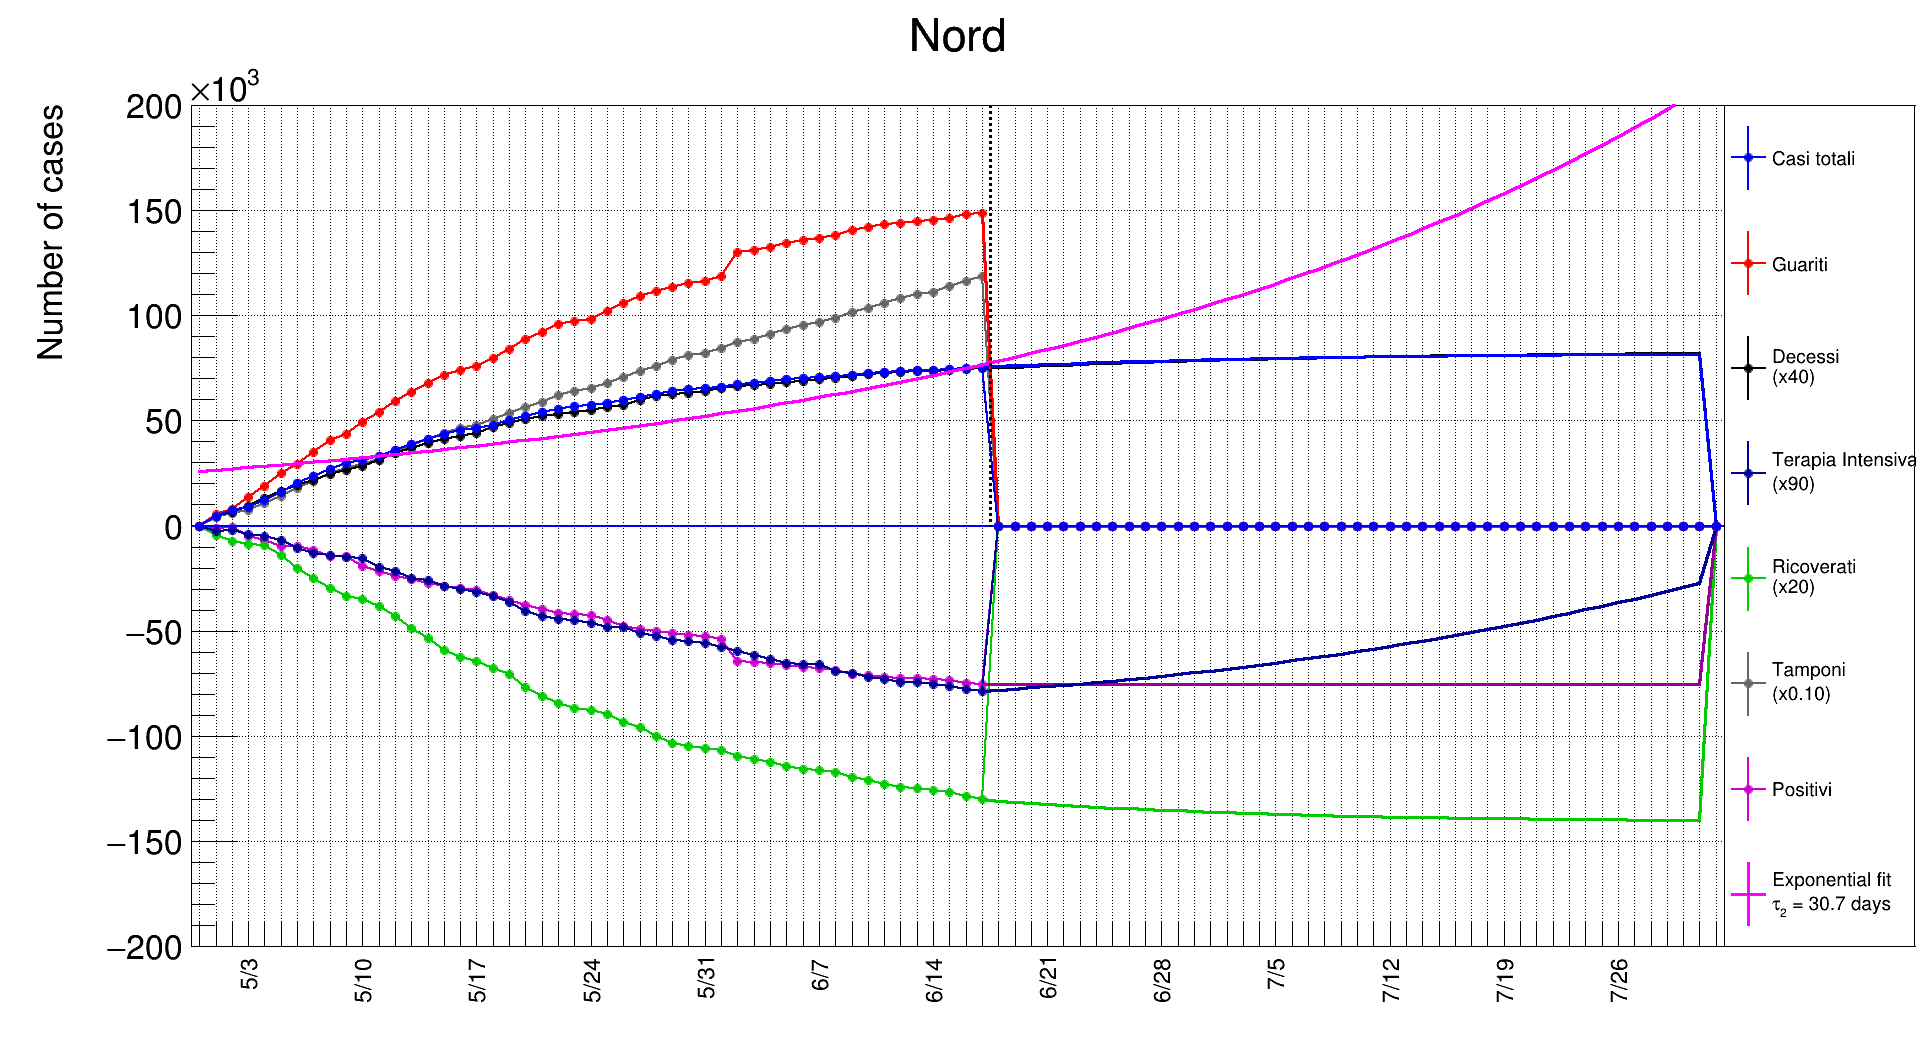 Nord
×10³
Number of cases
200
150
100
50
0
−50
−100
−150
−200
5/3
5/10
5/17
5/24
5/31
6/7
6/14
6/21
6/28
7/5
7/12
7/19
7/26
Casi totali
Guariti
Decessi
(x40)
Terapia Intensiva
(x90)
Ricoverati
(x20)
Tamponi
(x0.10)
Positivi
Exponential fit
τ₂ = 30.7 days